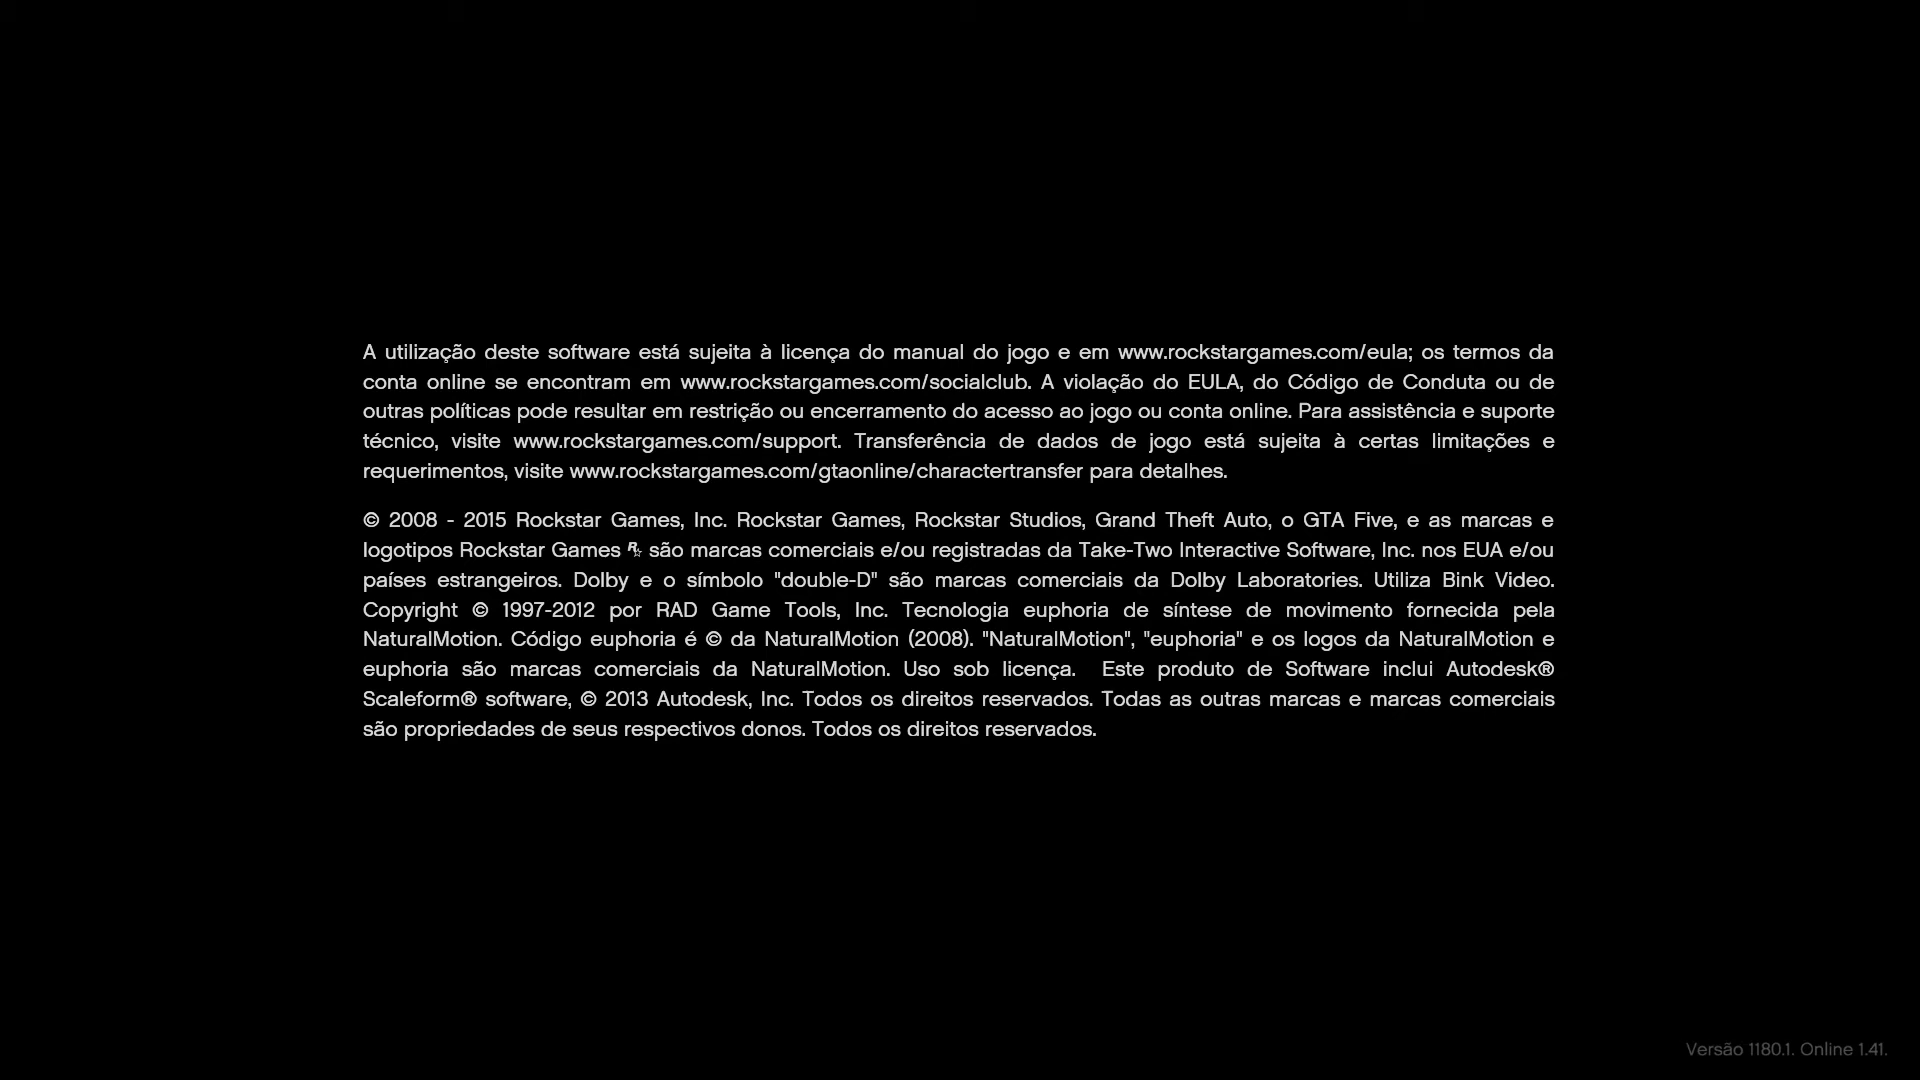 A utilização deste software está sujeita à licença do manual do jogo e em www.rockstargames.com/eula; os termos da
conta online se encontram em www.rockstargames.com/socialclub. A violação do EULA, do Código de Conduta ou de
outras políticas pode resultar em restrição ou encerramento do acesso ao jogo ou conta online. Para assistência e suporte
técnico, visite www.rockstargames.com/support. Transferência de dados de jogo está sujeita à certas limitações e
requerimentos, visite www.rockstargames.com/gtaonline/charactertransfer para detalhes.
© 2008 - 2015 Rockstar Games, Inc. Rockstar Games, Rockstar Studios, Grand Theft Auto, o GTA Five, e as marcas e
logotipos Rockstar Games R* são marcas comerciais e/ou registradas da Take-Two Interactive Software, Inc. nos EUA e/ou
países estrangeiros. Dolby e o símbolo "double-D" são marcas comerciais da Dolby Laboratories. Utiliza Bink Video.
Copyright © 1997-2012 por RAD Game Tools, Inc. Tecnologia euphoria de síntese de movimento fornecida pela
NaturalMotion. Código euphoria é © da NaturalMotion (2008). "NaturalMotion", "euphoria" e os logos da NaturalMotion e
euphoria são marcas comerciais da NaturalMotion. Uso sob licença. Este produto de Software inclui Autodesk®
Scaleform® software, © 2013 Autodesk, Inc. Todos os direitos reservados. Todas as outras marcas e marcas comerciais
são propriedades de seus respectivos donos. Todos os direitos reservados.
Versão 1180.1. Online 1.41.